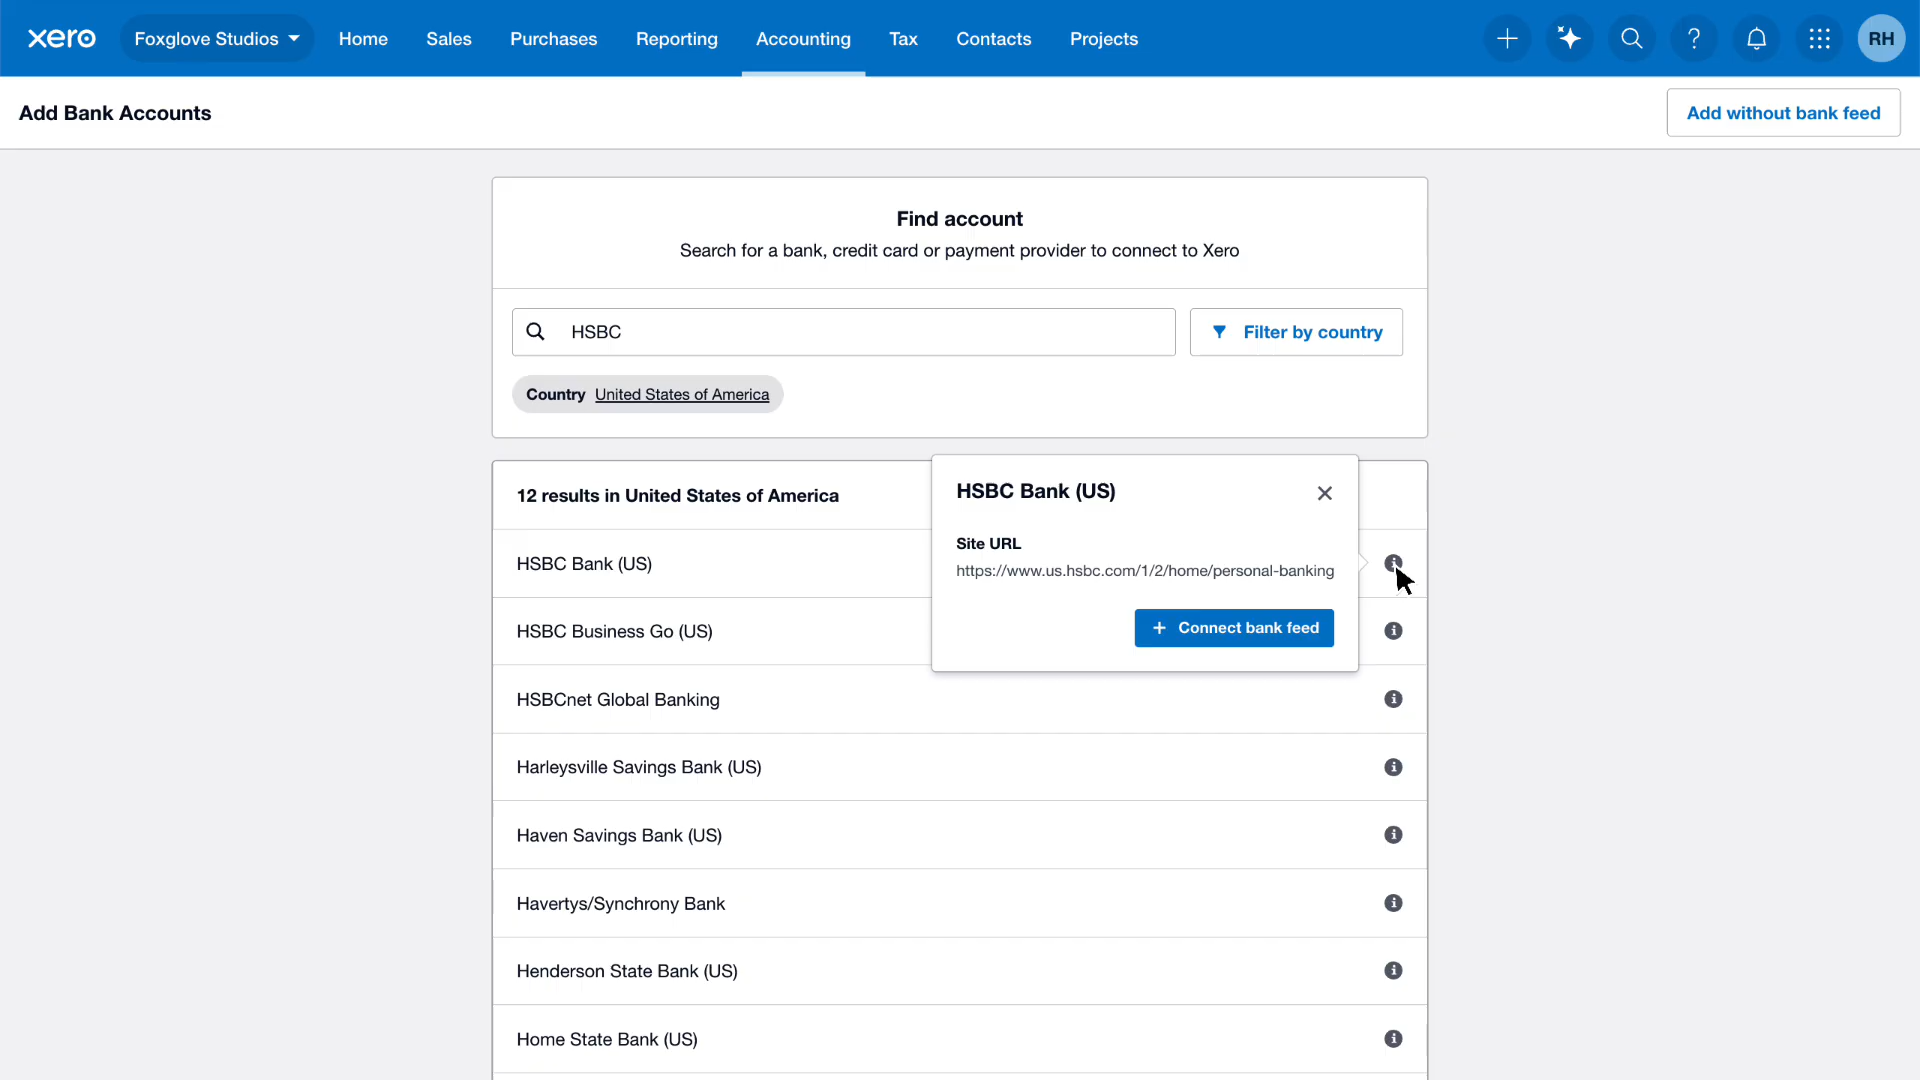 xero
Foxglove Studios
Home
Sales
Purchases
Reporting
Accounting
Tax
Contacts
Projects
RH
Add Bank Accounts
Add without bank feed
Find account
Search for a bank, credit card or payment provider to connect to Xero
HSBC
Filter by country
Country United States of America
12 results in United States of America
HSBC Bank (US)
Site URL
https://www.us.hsbc.com/1/2/home/personal-banking
Connect bank feed
HSBC Bank (US)
HSBC Business Go (US)
HSBCnet Global Banking
Harleysville Savings Bank (US)
Haven Savings Bank (US)
Havertys/Synchrony Bank
Henderson State Bank (US)
Home State Bank (US)